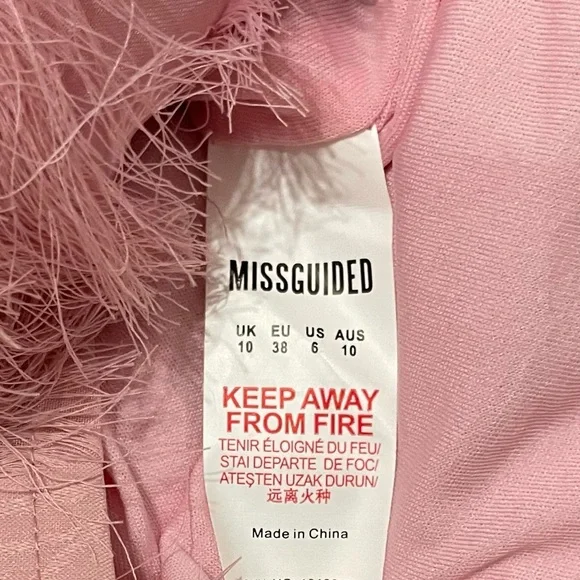 MISSGUIDED
UK EU US AUS
10 38 6 10
KEEP AWAY
FROM FIRE
TENIR ÉLOIGNÉ DU FEU/
STAI DEPARTE DE FOC/
ATEŞTEN UZAK DURUN/
远离火种
Made in China